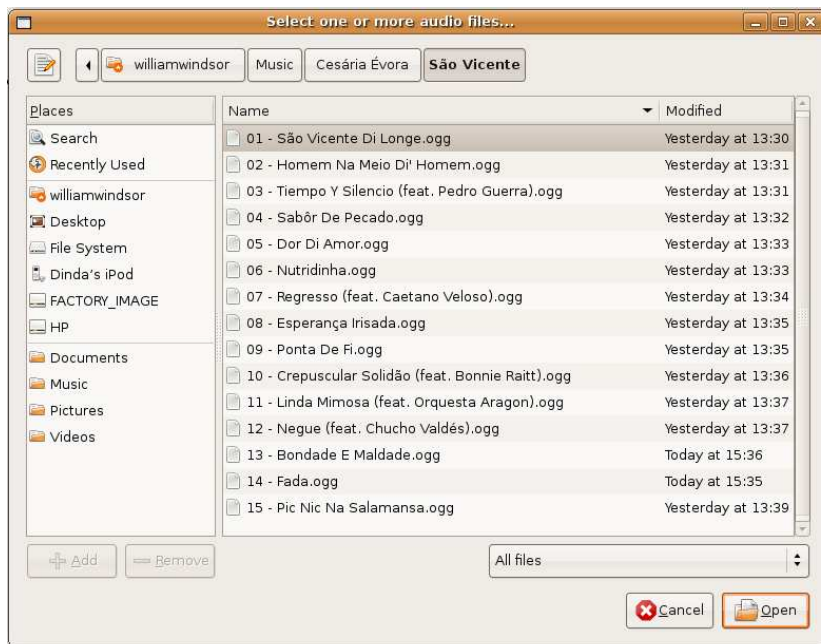 Select one or more audio files...
williamwindsor Music Cesária Évora São Vicente
Places
Search
Recently Used
williamwindsor
Desktop
File System
Dinda's iPod
FACTORY_IMAGE
HP
Documents
Music
Pictures
Videos
Name Modified
01 - São Vicente Di Longe.ogg Yesterday at 13:30
02 - Homem Na Meio Di' Homem.ogg Yesterday at 13:31
03 - Tiempo Y Silencio (feat. Pedro Guerra).ogg Yesterday at 13:31
04 - Sabôr De Pecado.ogg Yesterday at 13:32
05 - Dor Di Amor.ogg Yesterday at 13:33
06 - Nutridinha.ogg Yesterday at 13:33
07 - Regresso (feat. Caetano Veloso).ogg Yesterday at 13:34
08 - Esperança Irisada.ogg Yesterday at 13:35
09 - Ponta De Fi.ogg Yesterday at 13:35
10 - Crepuscular Solidão (feat. Bonnie Raitt).ogg Yesterday at 13:36
11 - Linda Mimosa (feat. Orquesta Aragon).ogg Yesterday at 13:37
12 - Negue (feat. Chucho Valdés).ogg Yesterday at 13:37
13 - Bondade E Maldade.ogg Today at 15:36
14 - Fada.ogg Today at 15:35
15 - Pic Nic Na Salamansa.ogg Yesterday at 13:39
Add Remove
All files
Cancel Open